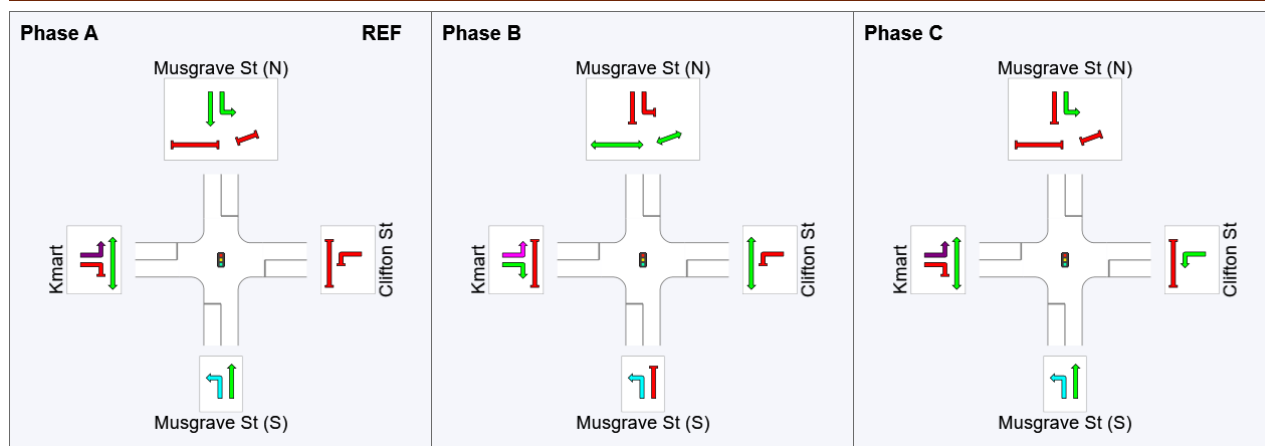 Phase A REF
Musgrave St (N)
Kmart
Clifton St
Musgrave St (S)
Phase B
Musgrave St (N)
Kmart
Clifton St
Musgrave St (S)
Phase C
Musgrave St (N)
Kmart
Clifton St
Musgrave St (S)